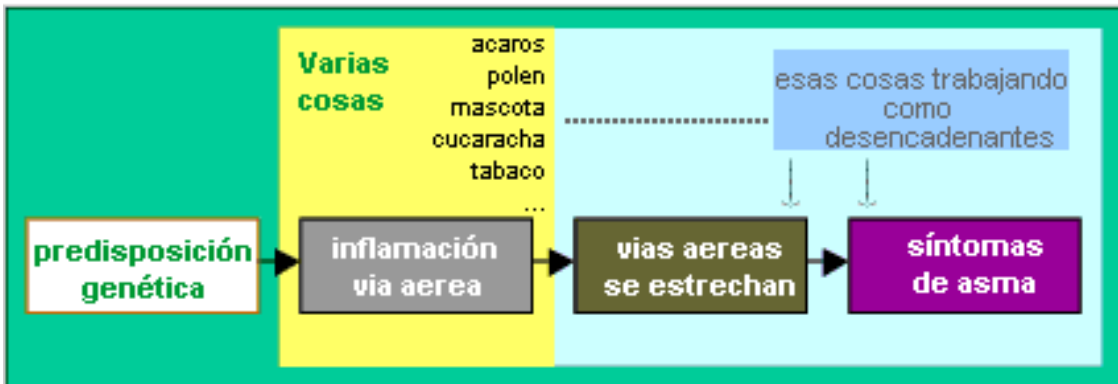 Varias
cosas
acaros
polen
mascota
cucaracha
tabaco
...
esas cosas trabajando
como
desencadenantes
predisposición
genética
inflamación
via aerea
vias aereas
se estrechan
síntomas
de asma